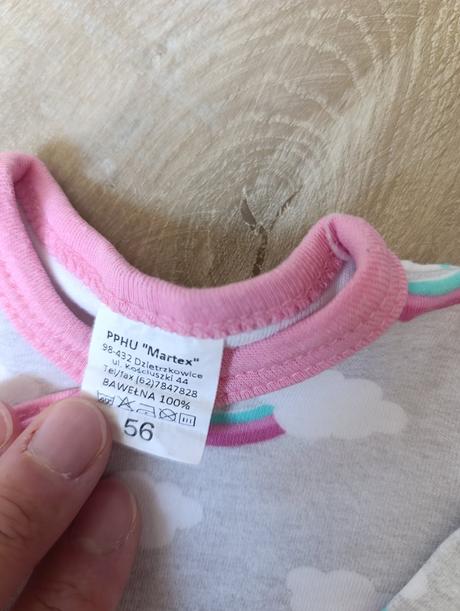 PPHU "Martex"
98-432 Dzietrzkowice
ul. Kościuszki 44
Tel/fax (62)7847828
BAWEŁNA 100%
56